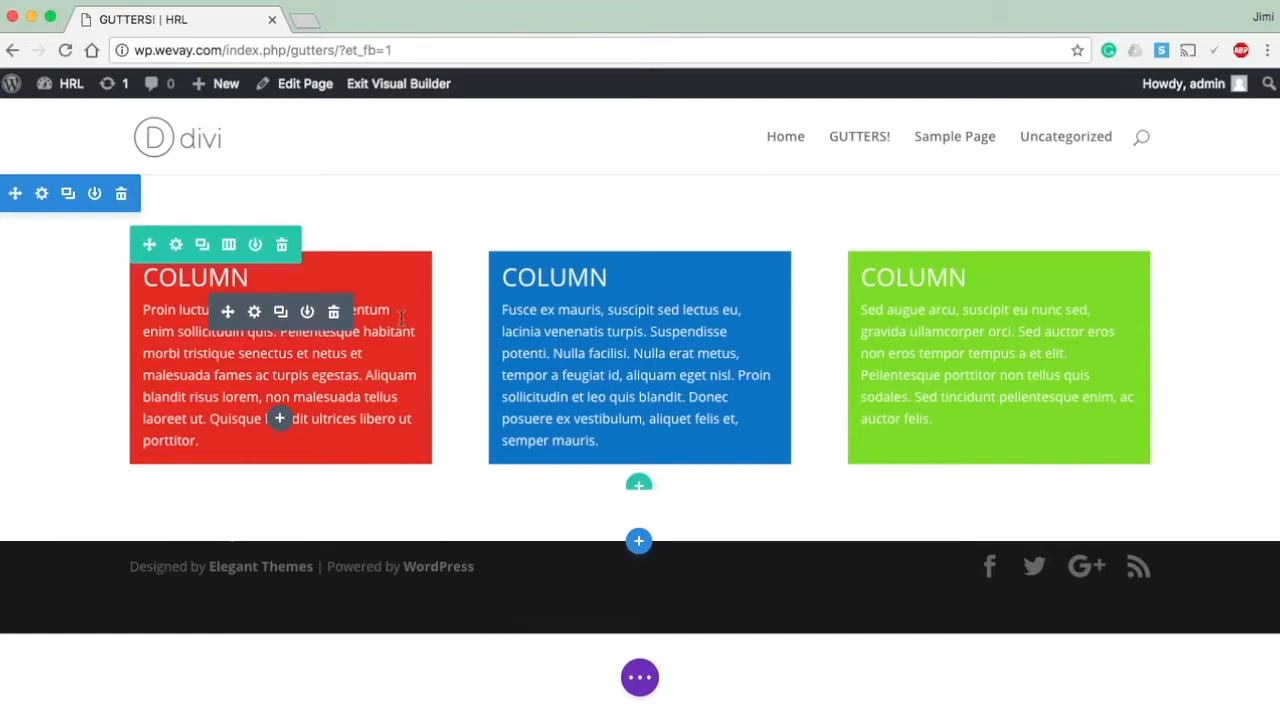 GUTTERS! | HRL
Jimi
wp.wevay.com/index.php/gutters/?et_fb=1
S
ABP
HRL 1 0 New Edit Page Exit Visual Builder Howdy, admin
D divi
Home GUTTERS! Sample Page Uncategorized
COLUMN
Proin luctu entum
enim sollicitudin quis. Pellentesque habitant
morbi tristique senectus et netus et
malesuada fames ac turpis egestas. Aliquam
blandit risus lorem, non malesuada tellus
laoreet ut. Quisque l dit ultrices libero ut
porttitor.
COLUMN
Fusce ex mauris, suscipit sed lectus eu,
lacinia venenatis turpis. Suspendisse
potenti. Nulla facilisi. Nulla erat metus,
tempor a feugiat id, aliquam eget nisl. Proin
sollicitudin et leo quis blandit. Donec
posuere ex vestibulum, aliquet felis et,
semper mauris.
COLUMN
Sed augue arcu, suscipit eu nunc sed,
gravida ullamcorper orci. Sed auctor eros
non eros tempor tempus a et elit.
Pellentesque porttitor non tellus quis
sodales. Sed tincidunt pellentesque enim, ac
auctor felis.
Designed by Elegant Themes | Powered by WordPress